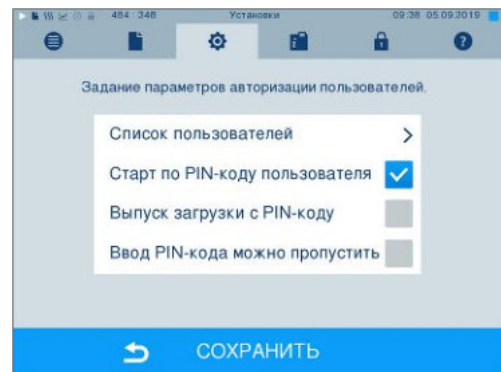 484 : 346 Установки 09:38 05.09.2019
Задание параметров авторизации пользователей.
Список пользователей
Старт по PIN-коду пользователя
Выпуск загрузки с PIN-коду
Ввод PIN-кода можно пропустить
СОХРАНИТЬ